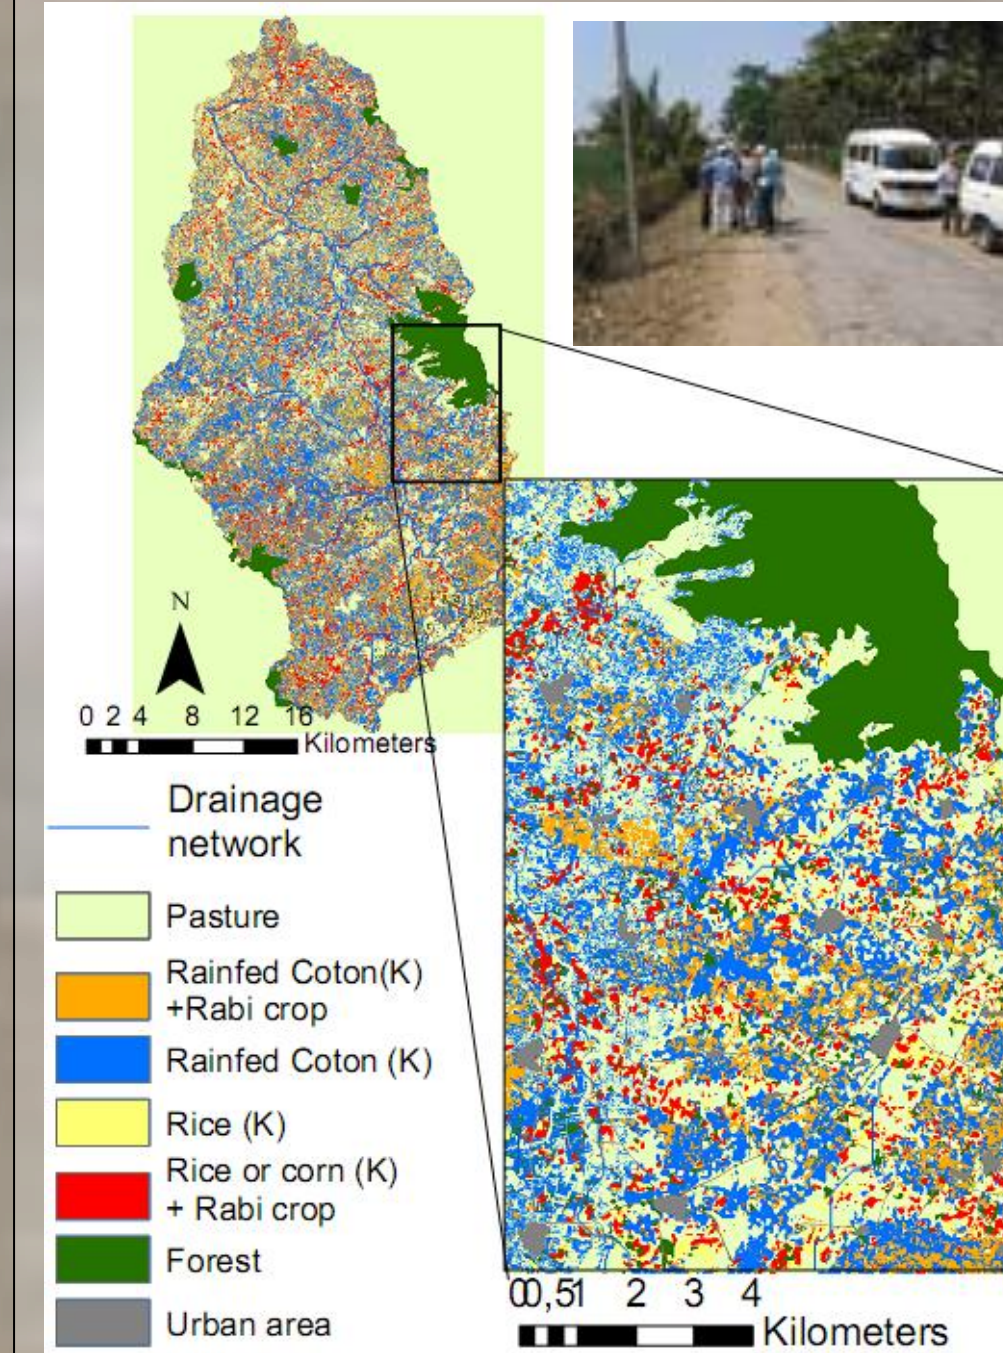 N
0 2 4 8 12 16
Kilometers
Drainage
network
Pasture
Rainfed Coton(K)
+Rabi crop
Rainfed Coton (K)
Rice (K)
Rice or corn (K)
+ Rabi crop
Forest
Urban area
00,51 2 3 4
Kilometers